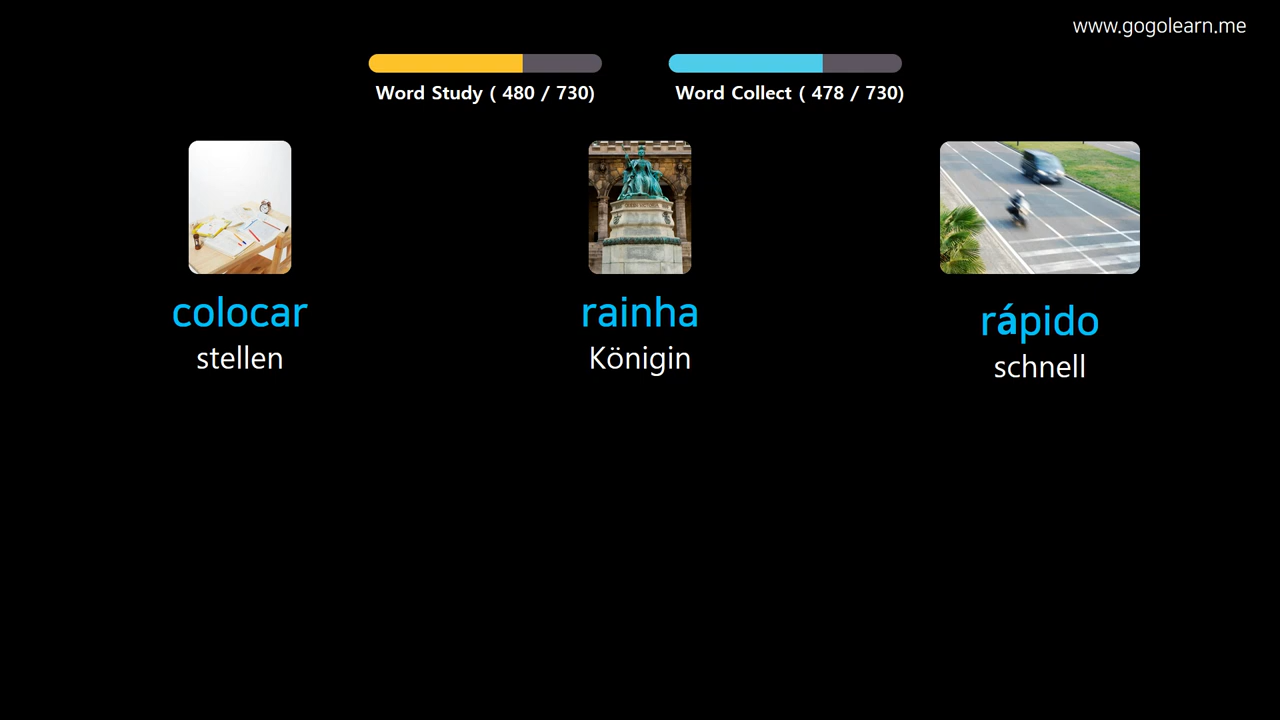 www.gogolearn.me
Word Study ( 480 / 730)
Word Collect ( 478 / 730)
colocar
stellen
rainha
Königin
rápido
schnell